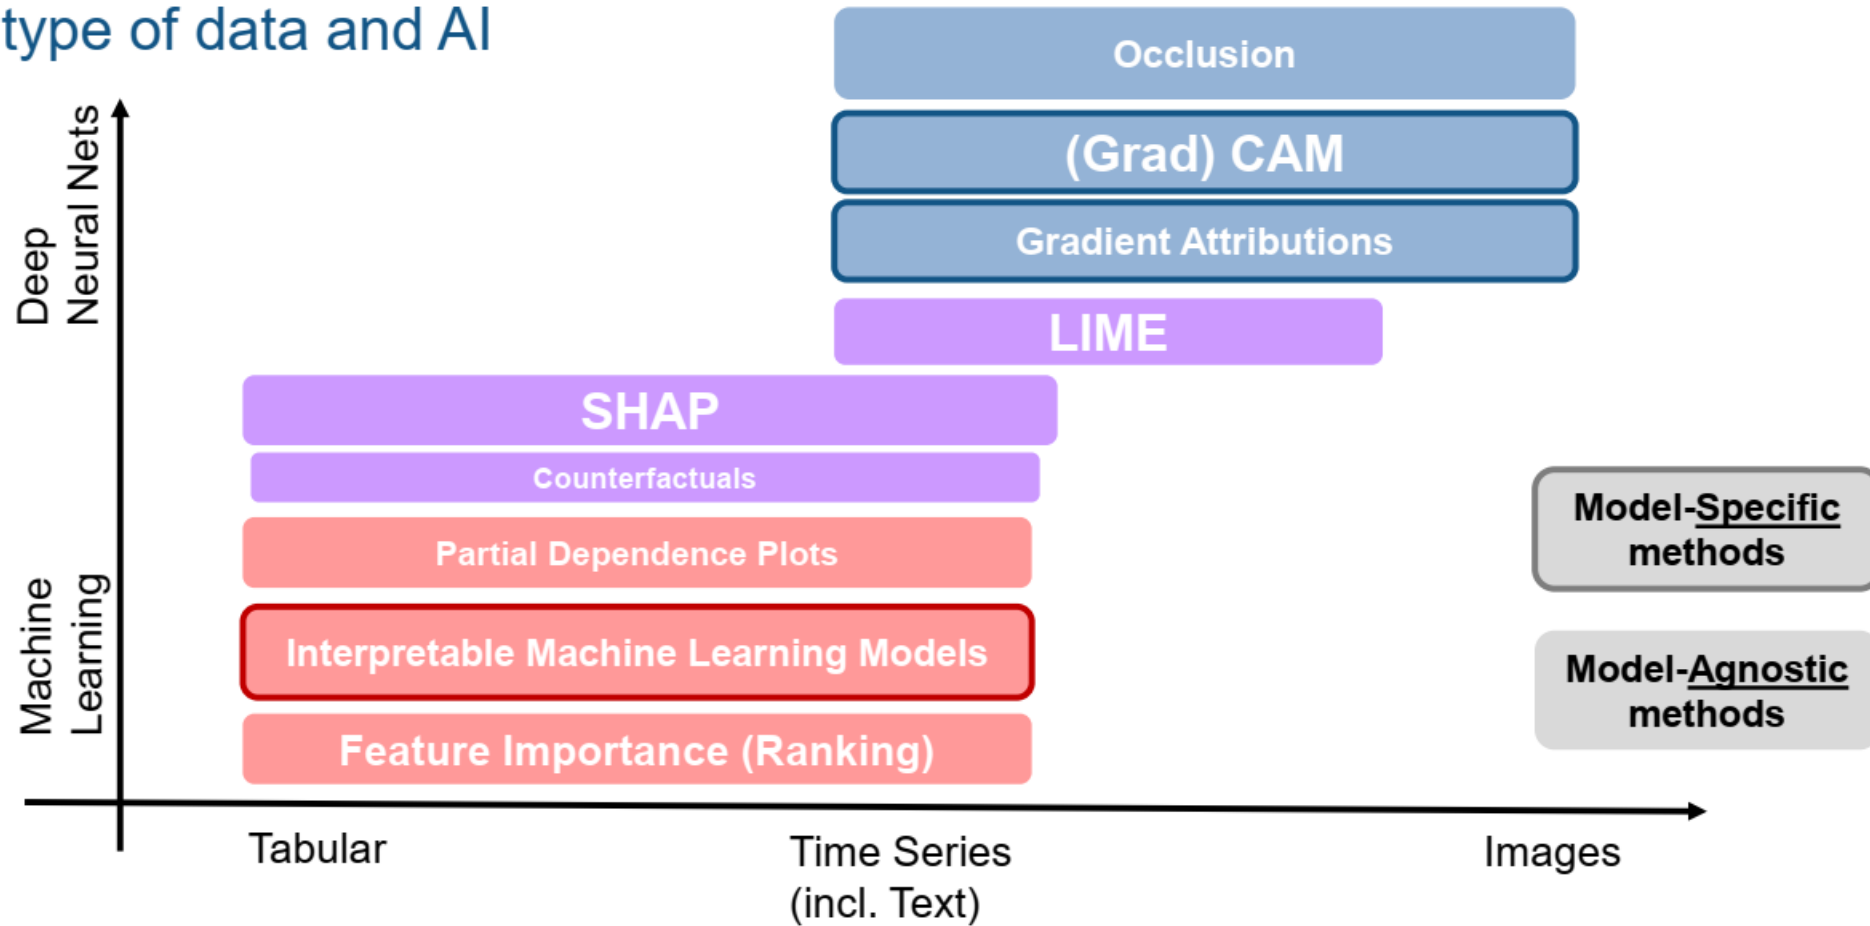 type of data and AI
Occlusion
(Grad) CAM
Gradient Attributions
LIME
SHAP
Counterfactuals
Partial Dependence Plots
Interpretable Machine Learning Models
Feature Importance (Ranking)
Deep
Neural Nets
Machine
Learning
Model-Specific
methods
Model-Agnostic
methods
Tabular
Time Series
(incl. Text)
Images